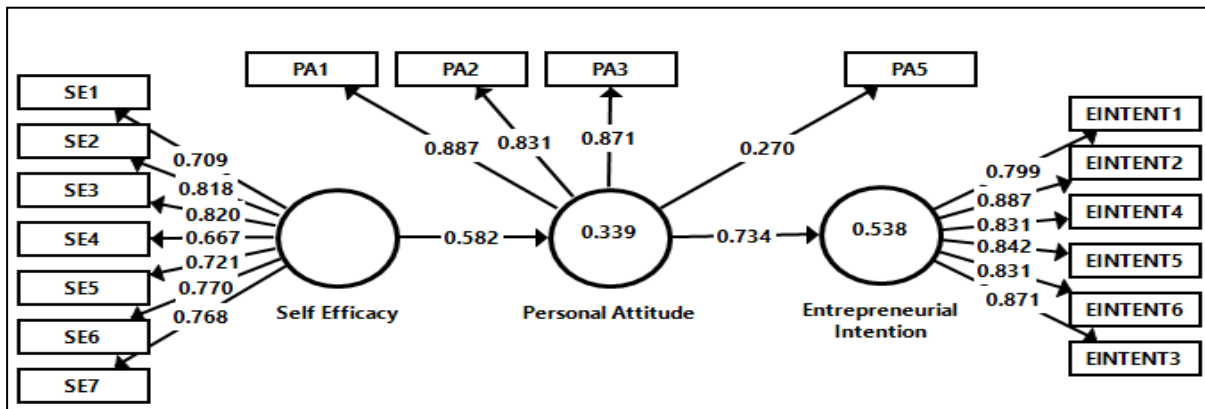 PA1
PA2
PA3
PA5
SE1
SE2
SE3
SE4
SE5
SE6
SE7
0.709
0.818
0.820
0.667
0.721
0.770
0.768
Self Efficacy
0.582
0.887
0.831
0.871
0.270
0.339
Personal Attitude
0.734
0.538
Entrepreneurial
Intention
0.799
0.887
0.831
0.842
0.831
0.871
EINTENT1
EINTENT2
EINTENT4
EINTENT5
EINTENT6
EINTENT3